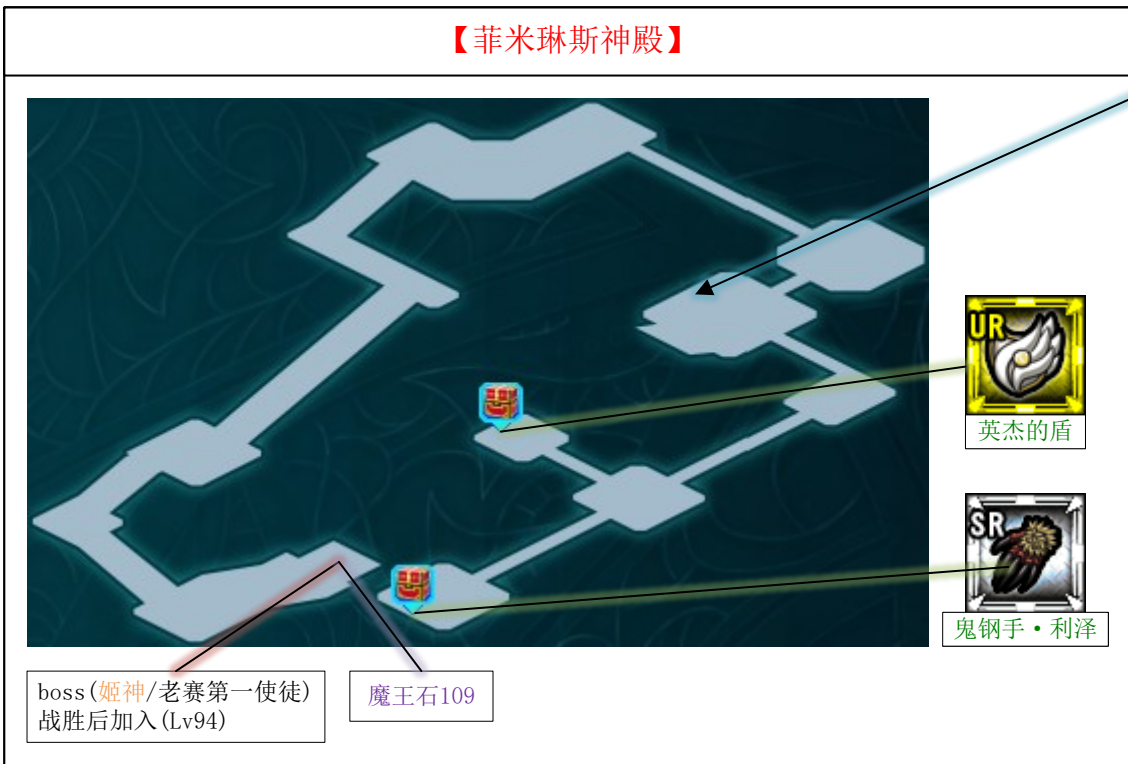 【菲米琳斯神殿】
UR
英杰的盾
SR
鬼钢手·利泽
boss(姬神/老赛第一使徒)
战胜后加入(Lv94)
魔王石109